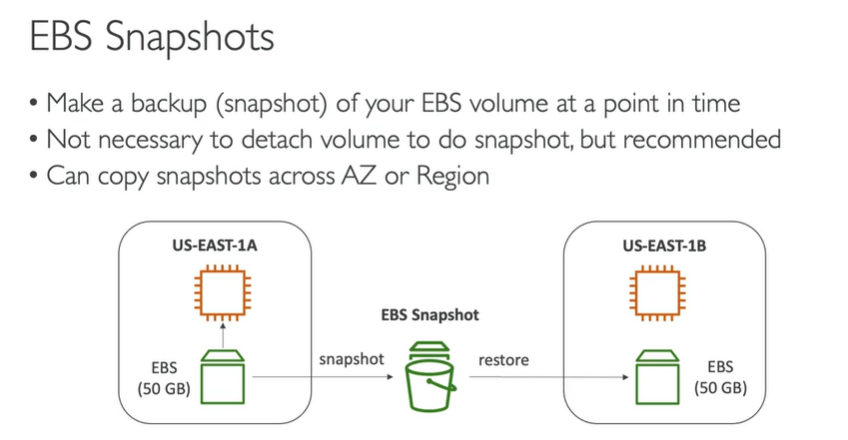 EBS Snapshots
• Make a backup (snapshot) of your EBS volume at a point in time
• Not necessary to detach volume to do snapshot, but recommended
• Can copy snapshots across AZ or Region
US-EAST-1A
US-EAST-1B
EBS Snapshot
EBS
(50 GB)
snapshot
restore
EBS
(50 GB)